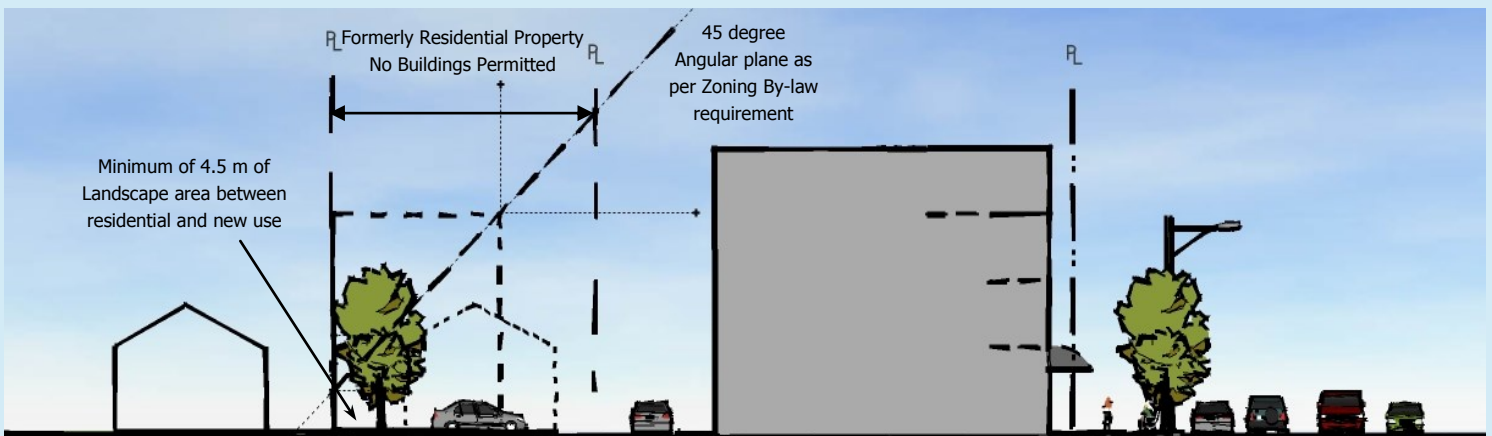 PL
Formerly Residential Property
No Buildings Permitted
PL
45 degree
Angular plane as
per Zoning By-law
requirement
PL
Minimum of 4.5 m of
Landscape area between
residential and new use